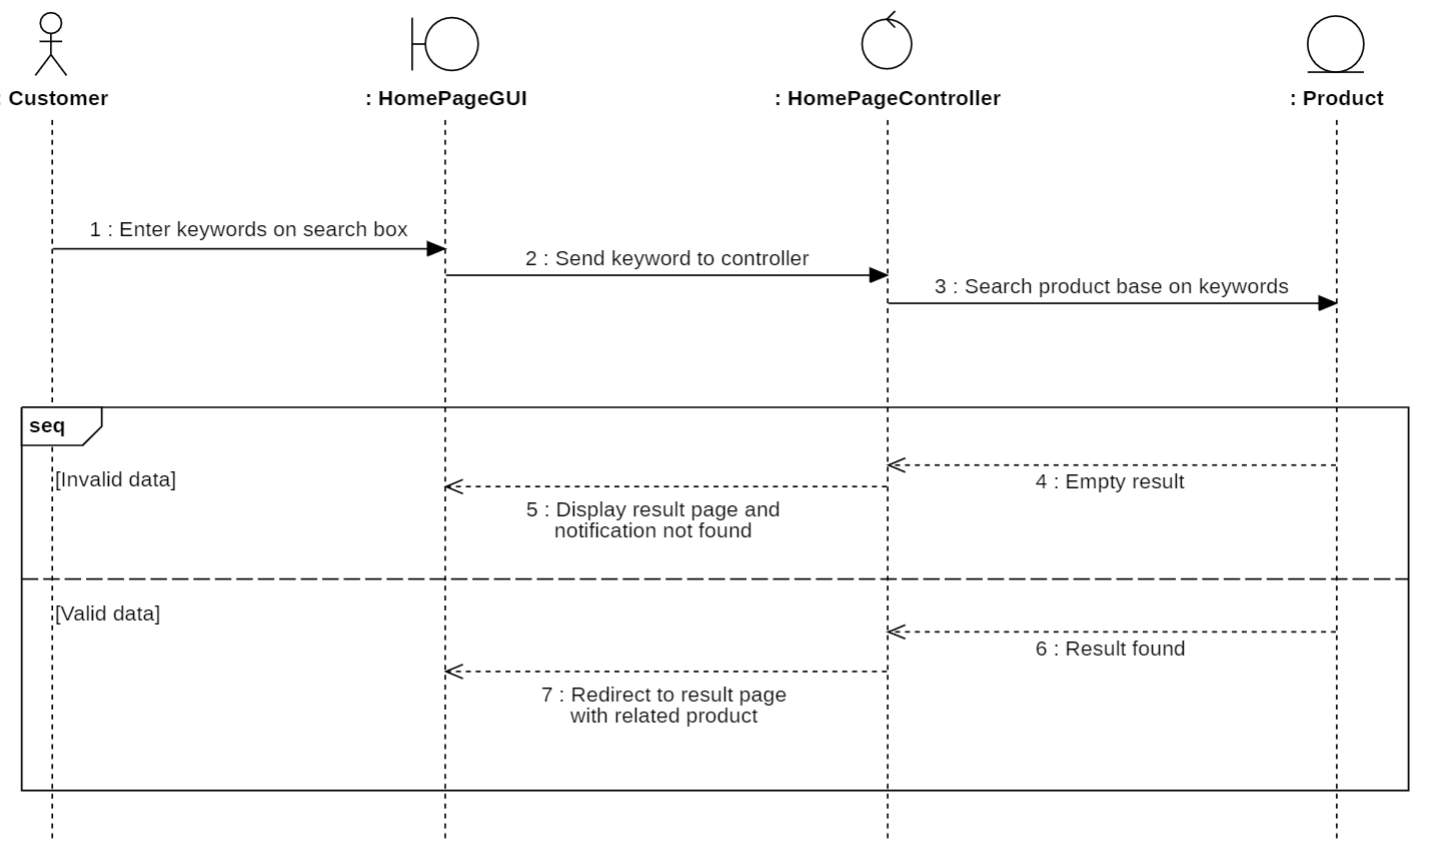 : Customer
: HomePageGUI
: HomePageController
: Product
1 : Enter keywords on search box
2 : Send keyword to controller
3 : Search product base on keywords
seq
[Invalid data]
4 : Empty result
5 : Display result page and
notification not found
[Valid data]
6 : Result found
7 : Redirect to result page
with related product